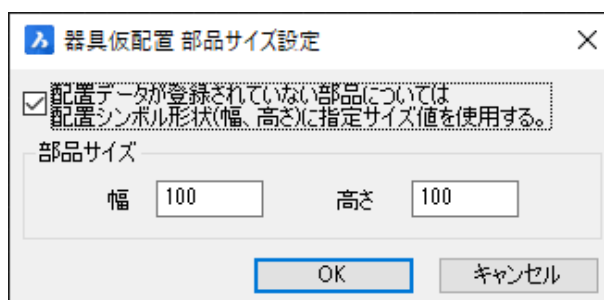 器具仮配置 部品サイズ設定
配置データが登録されていない部品については
配置シンボル形状(幅、高さ)に指定サイズ値を使用する。
部品サイズ
幅 100 高さ 100
OK キャンセル